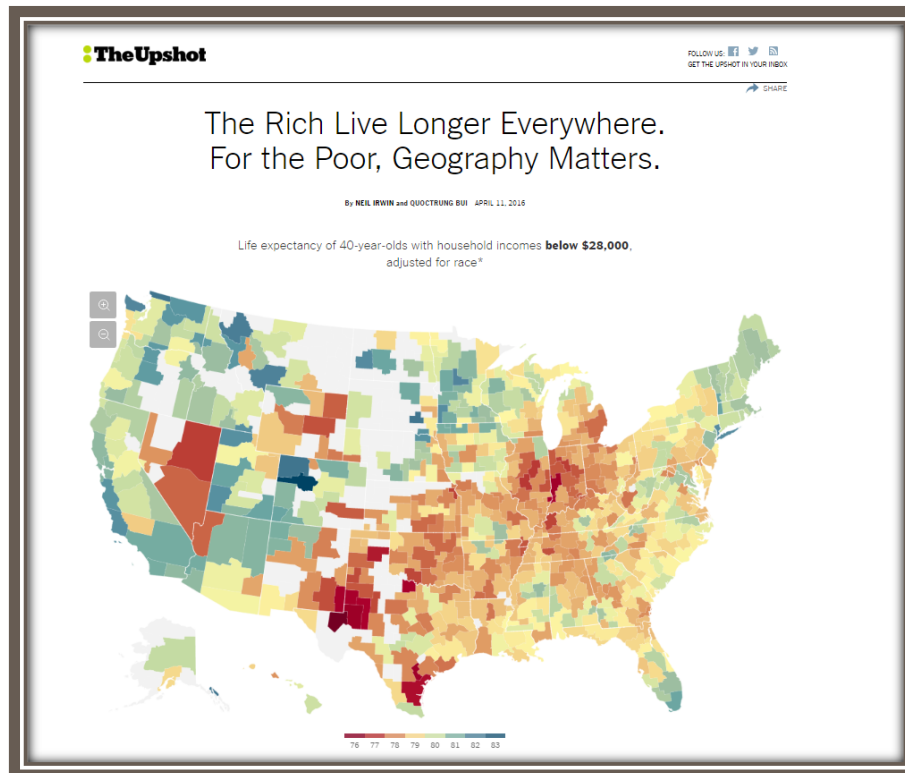 TheUpshot
FOLLOW US:
GET THE UPSHOT IN YOUR INBOX
SHARE
The Rich Live Longer Everywhere.
For the Poor, Geography Matters.
By NEIL IRWIN and QUOCTRUNG BUI APRIL 11, 2016
Life expectancy of 40-year-olds with household incomes below $28,000,
adjusted for race*
76 77 78 79 80 81 82 83